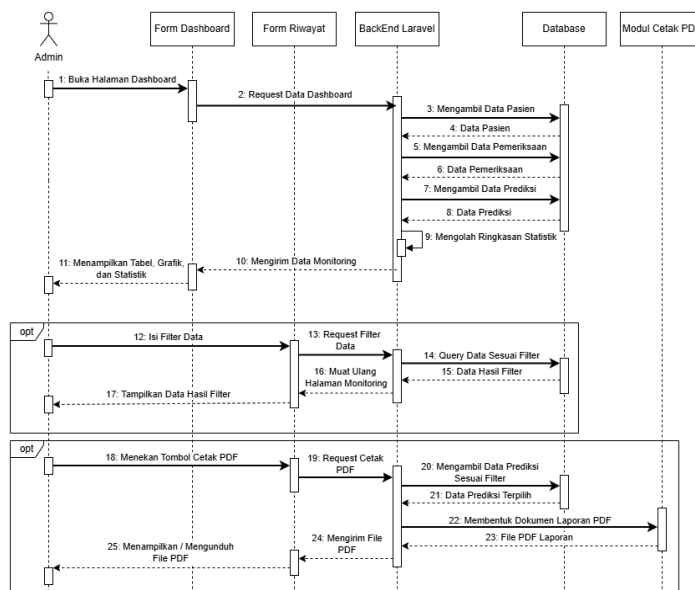 Admin
Form Dashboard
Form Riwayat
BackEnd Laravel
Database
Modul Cetak PD
1: Buka Halaman Dashboard
2: Request Data Dashboard
3: Mengambil Data Pasien
4: Data Pasien
5: Mengambil Data Pemeriksaan
6: Data Pemeriksaan
7: Mengambil Data Prediksi
8: Data Prediksi
9: Mengolah Ringkasan Statistik
10: Mengirim Data Monitoring
11: Menampilkan Tabel, Grafik,
dan Statistik
opt
12: Isi Filter Data
13: Request Filter
Data
14: Query Data Sesuai Filter
15: Data Hasil Filter
16: Muat Ulang
Halaman Monitoring
17: Tampilkan Data Hasil Filter
opt
18: Menekan Tombol Cetak PDF
19: Request Cetak
PDF
20: Mengambil Data Prediksi
Sesuai Filter
21: Data Prediksi Terpilih
22: Membentuk Dokumen Laporan PDF
23: File PDF Laporan
24: Mengirim File
PDF
25: Menampilkan / Mengunduh
File PDF